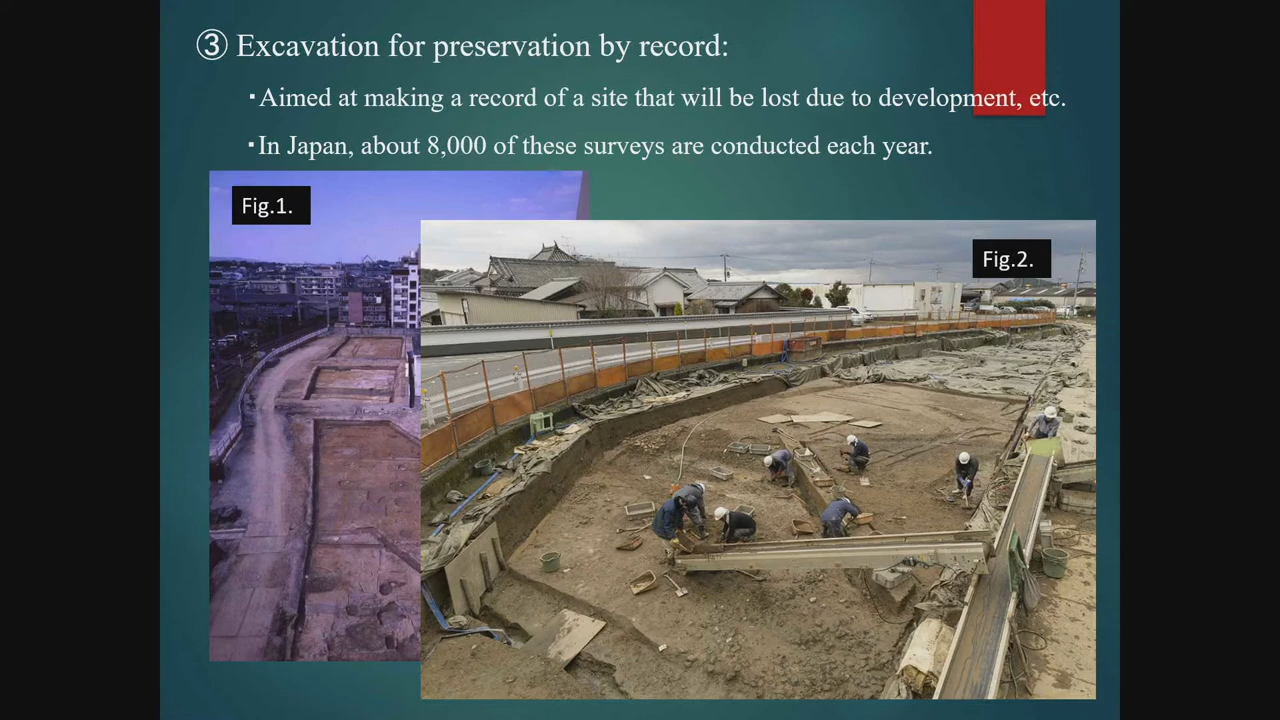 ③ Excavation for preservation by record:
▪Aimed at making a record of a site that will be lost due to development, etc.
▪In Japan, about 8,000 of these surveys are conducted each year.
Fig.1.
Fig.2.